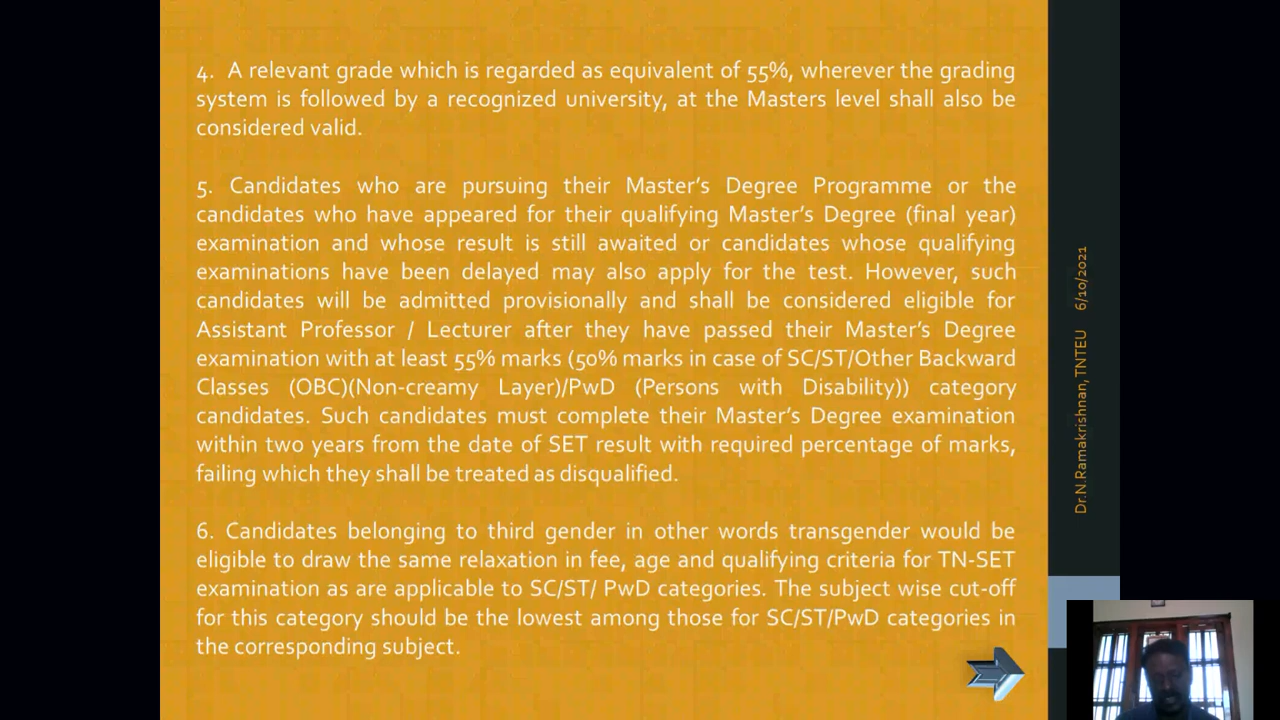 4. A relevant grade which is regarded as equivalent of 55%, wherever the grading
system is followed by a recognized university, at the Masters level shall also be
considered valid.
5. Candidates who are pursuing their Master's Degree Programme or the
candidates who have appeared for their qualifying Master's Degree (final year)
examination and whose result is still awaited or candidates whose qualifying
examinations have been delayed may also apply for the test. However, such
candidates will be admitted provisionally and shall be considered eligible for
Assistant Professor / Lecturer after they have passed their Master's Degree
examination with at least 55% marks (50% marks in case of SC/ST/Other Backward
Classes (OBC)(Non-creamy Layer)/PwD (Persons with Disability)) category
candidates. Such candidates must complete their Master's Degree examination
within two years from the date of SET result with required percentage of marks,
failing which they shall be treated as disqualified.
6. Candidates belonging to third gender in other words transgender would be
eligible to draw the same relaxation in fee, age and qualifying criteria for TN-SET
examination as are applicable to SC/ST/ PwD categories. The subject wise cut-off
for this category should be the lowest among those for SC/ST/PwD categories in
the corresponding subject.
Dr.N.Ramakrishnan,TNTEU 6/10/2021